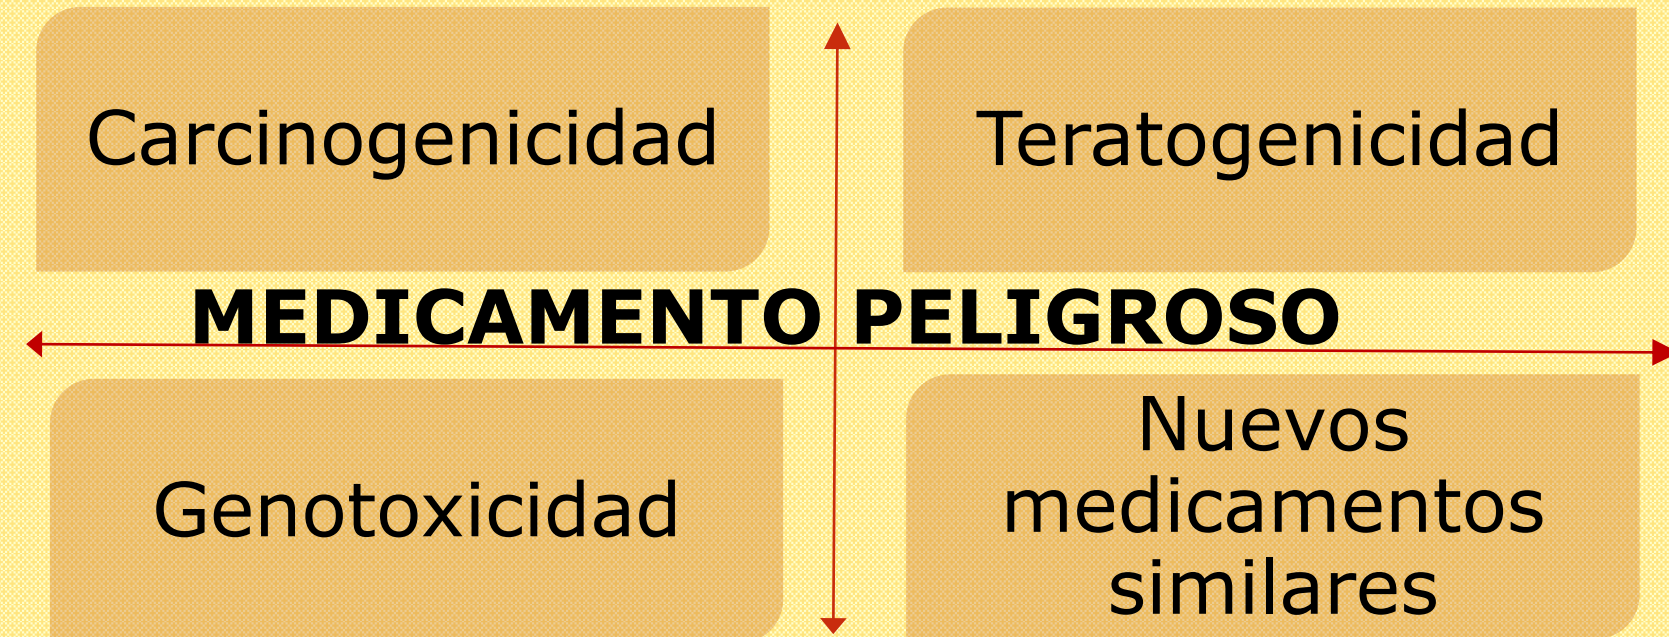 Carcinogenicidad
Teratogenicidad
MEDICAMENTO PELIGROSO
Genotoxicidad
Nuevos
medicamentos
similares